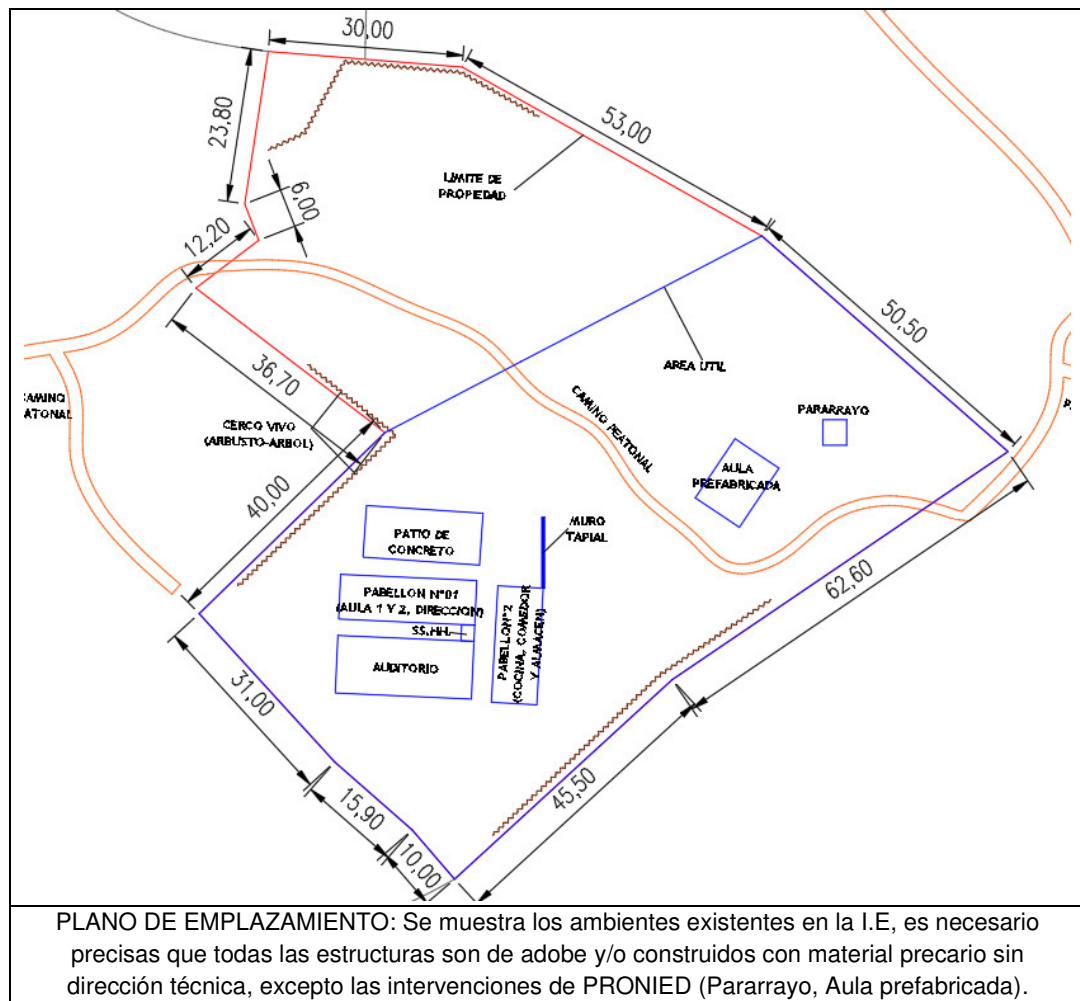 30,00
53,00
23,80
6,00
LIMITE DE
PROPIEDAD
12,20
50,50
36,70
AREA UTIL
CAMINO PEATONAL
PARARRAYO
CERCO VIVO
(ARBUSTO-ARBOL)
AULA
PREFABRICADA
40,00
MURO
TAPIAL
PATIO DE
CONCRETO
62,60
PABELLON N°01
(AULA 1 Y 2, DIRECCION)
SS.HH.
PABELLON°2
(COCINA, COMEDOR
Y ALMACEN)
AUDITORIO
31,00
45,50
15,90
10,00
PLANO DE EMPLAZAMIENTO: Se muestra los ambientes existentes en la I.E, es necesario
precisas que todas las estructuras son de adobe y/o construidos con material precario sin
dirección técnica, excepto las intervenciones de PRONIED (Pararrayo, Aula prefabricada).